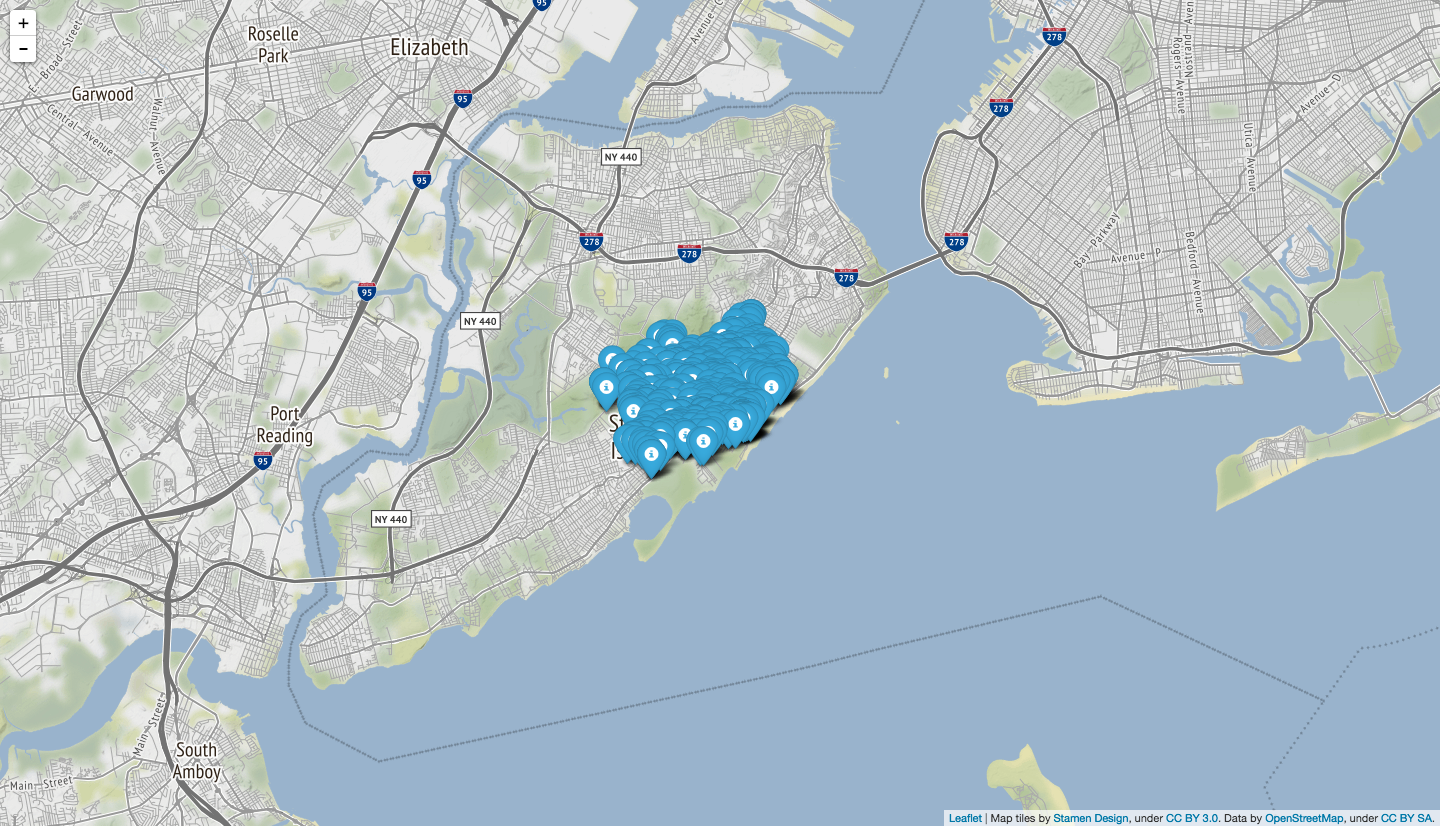 +
−
Roselle
Park
Elizabeth
Garwood
95
95
95
95
95
278
278
278
278
278
278
NY 440
NY 440
NY 440
Broad Street
Central—Avenue
Walnut—Avenue
Rogers—Avenue
Utica—Avenue
Avenue—D
Bay—Parkway
Avenue—P
Bedford—Avenue
Port
Reading
St
Is
i
i
i
i
i
i
i
South
Amboy
Main—Street
Main—Street
Leaflet | Map tiles by Stamen Design, under CC BY 3.0. Data by OpenStreetMap, under CC BY SA.